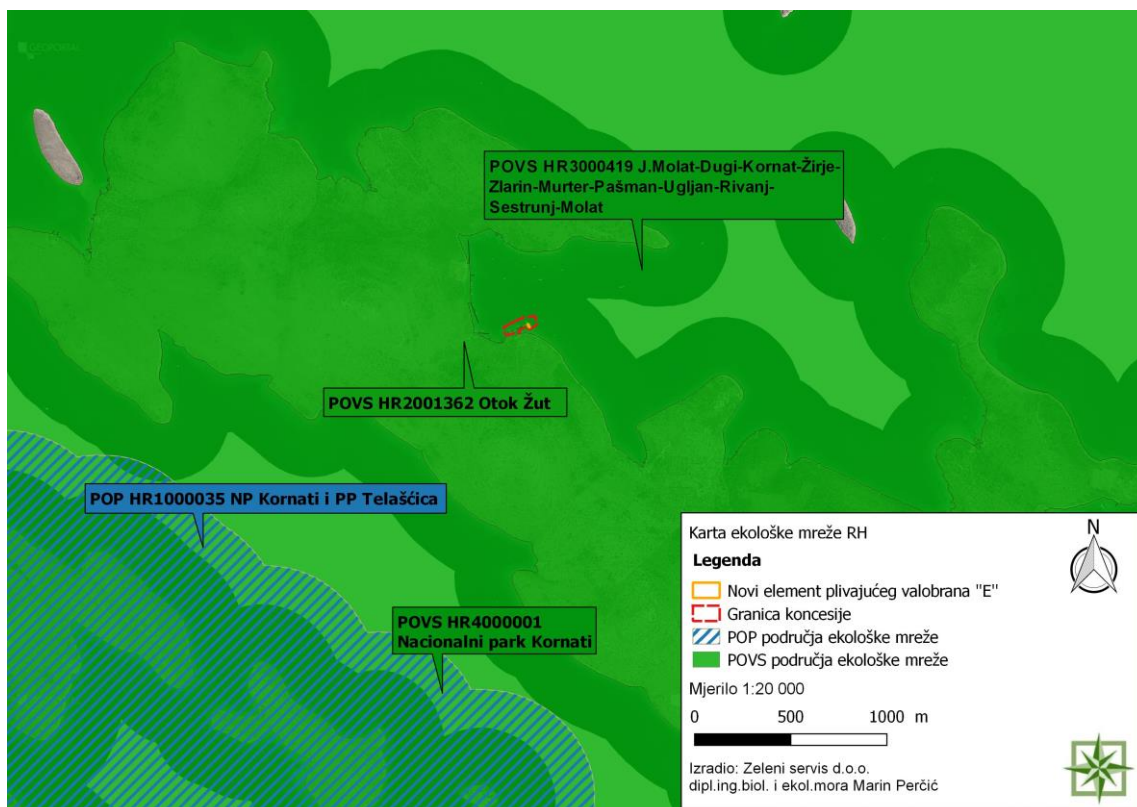 GEOPORTAL
POVS HR3000419 J.Molat-Dugi-Kornat-Žirje-
Zlarin-Murter-Pašman-Ugljan-Rivanj-
Sestrunj-Molat
POVS HR2001362 Otok Žut
POP HR1000035 NP Kornati i PP Telašćica
POVS HR4000001
Nacionalni park Kornati
Karta ekološke mreže RH
N
Legenda
Novi element plivajućeg valobrana "E"
Granica koncesije
POP područja ekološke mreže
POVS područja ekološke mreže
Mjerilo 1:20 000
0 500 1000 m
Izradio: Zeleni servis d.o.o.
dipl.ing.biol. i ekol.mora Marin Perčić